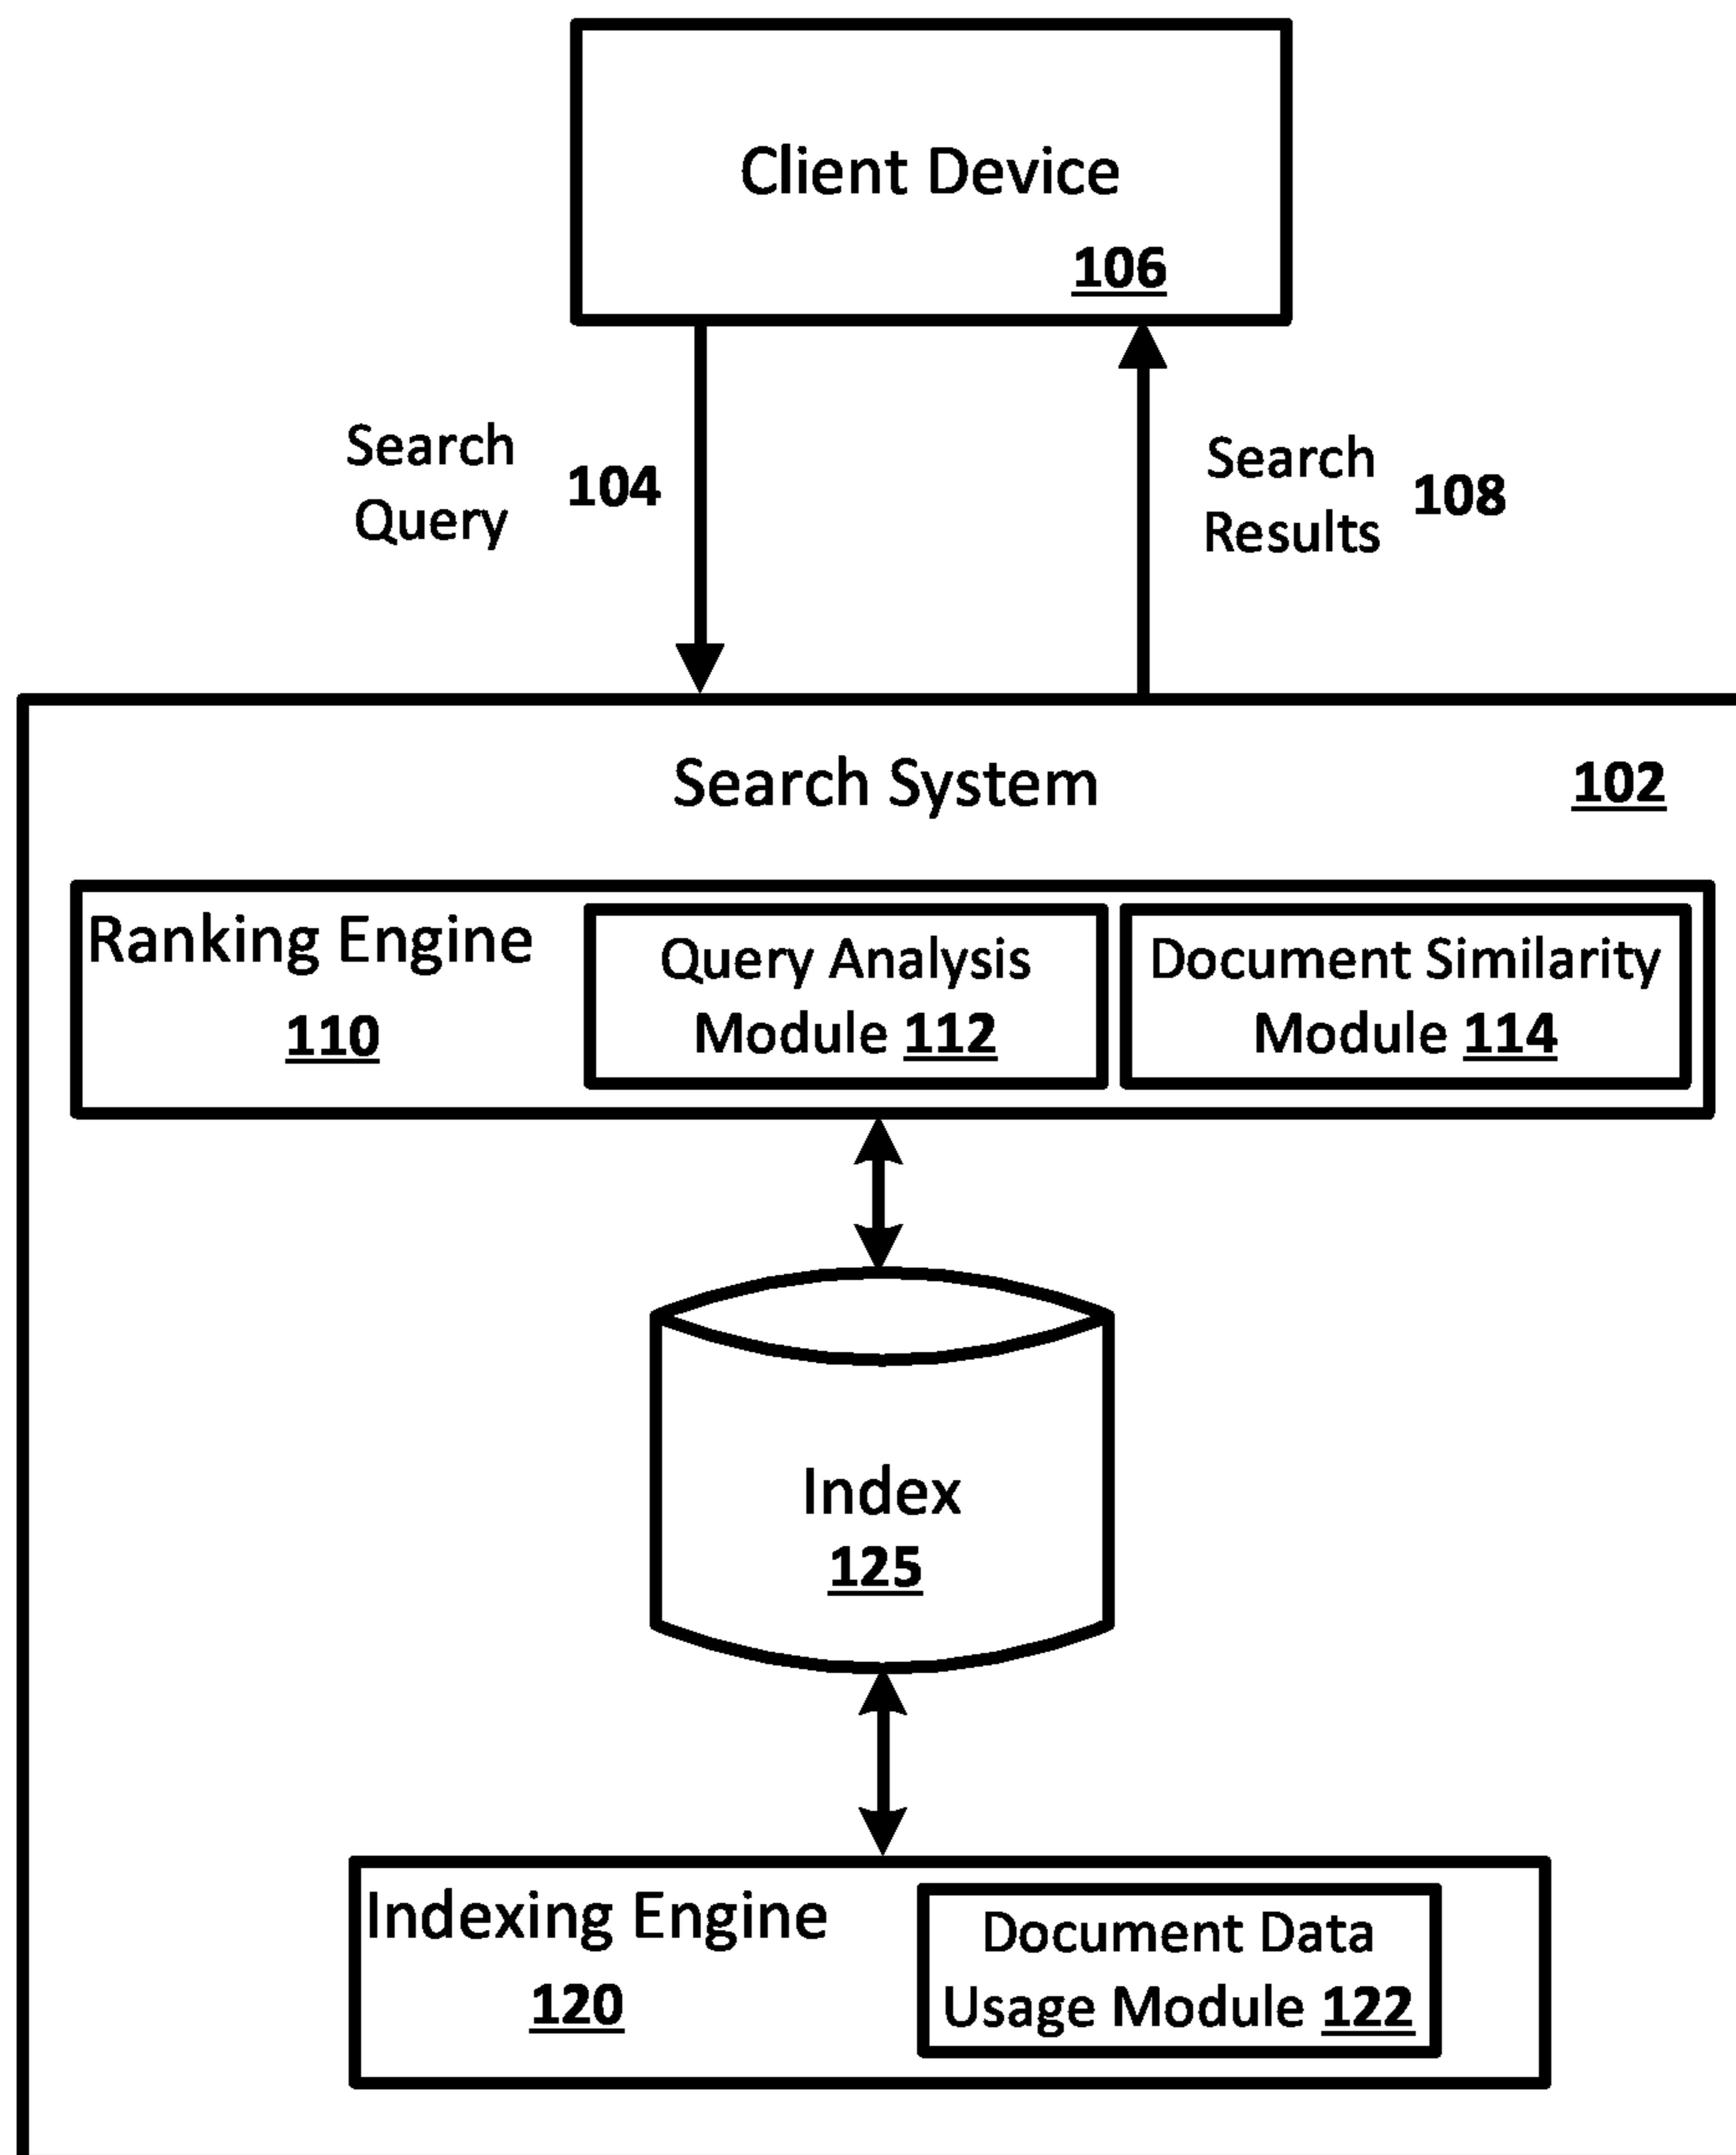 Client Device
106
Search
Query
104
Search
Results
108
Search System
102
Ranking Engine
110
Query Analysis
Module 112
Document Similarity
Module 114
Index
125
Indexing Engine
120
Document Data
Usage Module 122